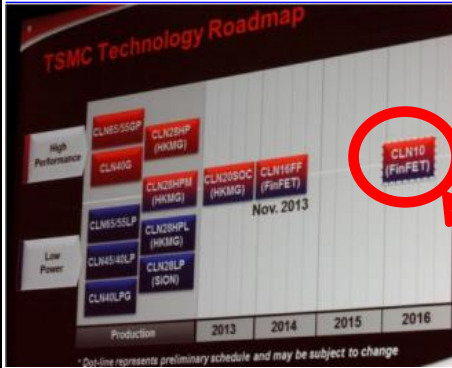 TSMC Technology Roadmap
High
Performance
CLN65/55GP
CLN28HP
(HKMG)
CLN40G
CLN28HPM
(HKMG)
CLN20SOC
(HKMG)
CLN16FF
(FinFET)
Nov. 2013
CLN10
(FinFET)
Low
Power
CLN65/55LP
CLN28HPL
(HKMG)
CLN45/40LP
CLN28LP
(SiON)
CLN40LPG
Production
2013
2014
2015
2016
* Dot-line represents preliminary schedule and may be subject to change